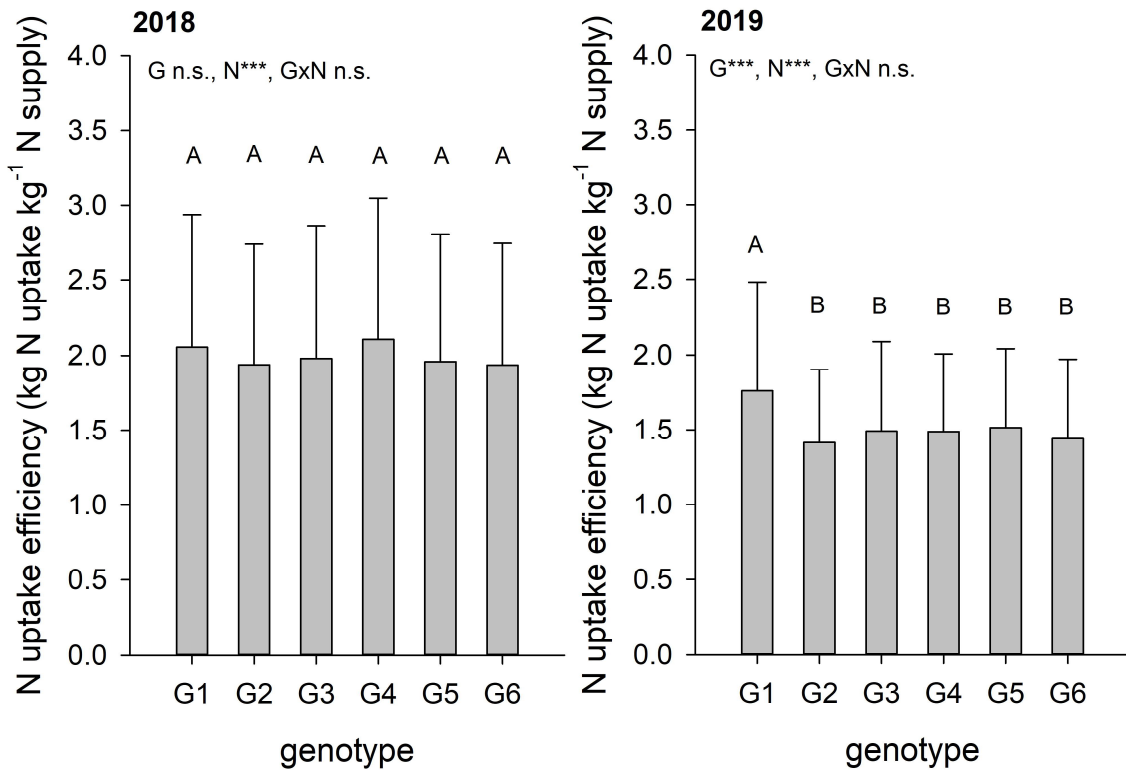 2018
G n.s., N***, GxN n.s.
N uptake efficiency (kg N uptake kg⁻¹ N supply)
4.0
3.5
3.0
2.5
2.0
1.5
1.0
0.5
0.0
A A A A A A
G1 G2 G3 G4 G5 G6
genotype
2019
G***, N***, GxN n.s.
N uptake efficiency (kg N uptake kg⁻¹ N supply)
4.0
3.5
3.0
2.5
2.0
1.5
1.0
0.5
0.0
A
B B B B B
G1 G2 G3 G4 G5 G6
genotype